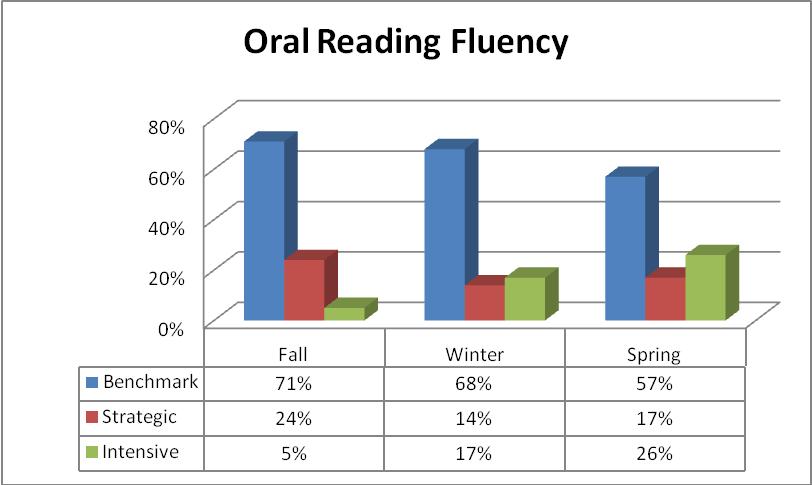 Oral Reading Fluency
80%
60%
40%
20%
0%
Fall Winter Spring
Benchmark 71% 68% 57%
Strategic 24% 14% 17%
Intensive 5% 17% 26%